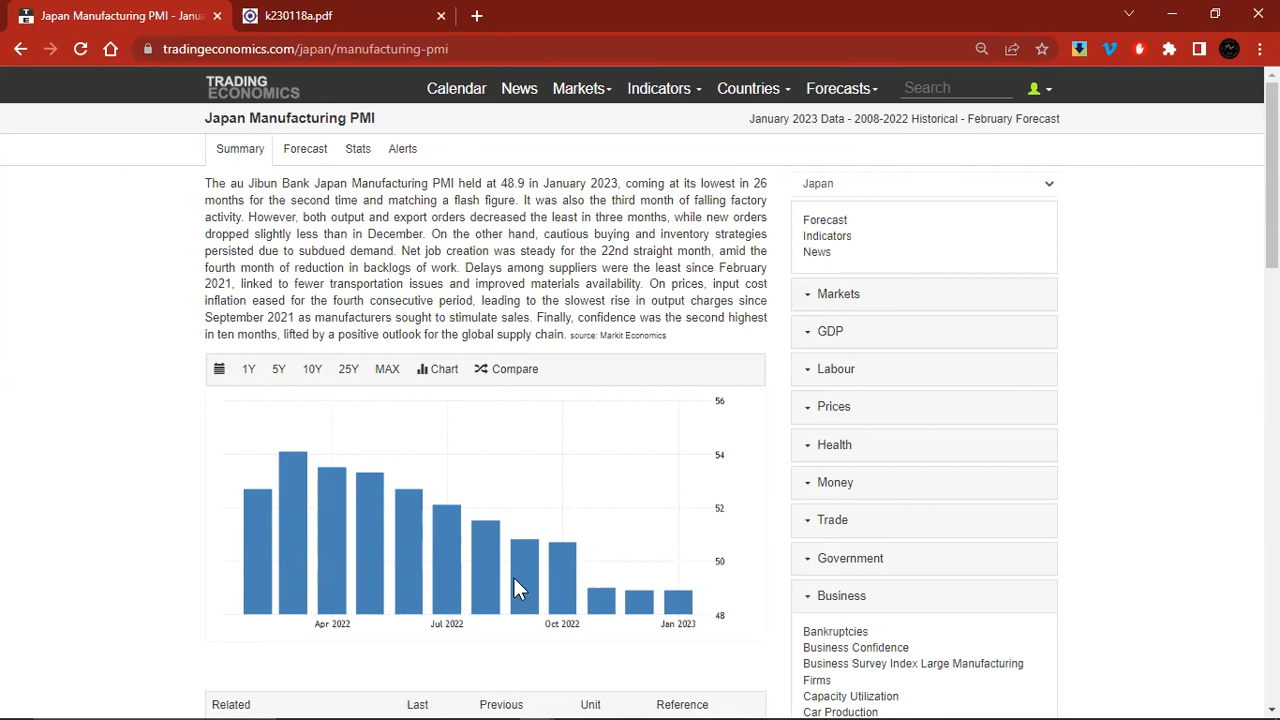 Japan Manufacturing PMI - Janua
k230118a.pdf
tradingeconomics.com/japan/manufacturing-pmi
TRADING
ECONOMICS
Calendar News Markets Indicators Countries Forecasts Search
Japan Manufacturing PMI
January 2023 Data - 2008-2022 Historical - February Forecast
Summary Forecast Stats Alerts
The au Jibun Bank Japan Manufacturing PMI held at 48.9 in January 2023, coming at its lowest in 26
months for the second time and matching a flash figure. It was also the third month of falling factory
activity. However, both output and export orders decreased the least in three months, while new orders
dropped slightly less than in December. On the other hand, cautious buying and inventory strategies
persisted due to subdued demand. Net job creation was steady for the 22nd straight month, amid the
fourth month of reduction in backlogs of work. Delays among suppliers were the least since February
2021, linked to fewer transportation issues and improved materials availability. On prices, input cost
inflation eased for the fourth consecutive period, leading to the slowest rise in output charges since
September 2021 as manufacturers sought to stimulate sales. Finally, confidence was the second highest
in ten months, lifted by a positive outlook for the global supply chain. source: Markit Economics
1Y 5Y 10Y 25Y MAX Chart Compare
56
54
52
50
48
Apr 2022 Jul 2022 Oct 2022 Jan 2023
Related Last Previous Unit Reference
Japan
Forecast
Indicators
News
Markets
GDP
Labour
Prices
Health
Money
Trade
Government
Business
Bankruptcies
Business Confidence
Business Survey Index Large Manufacturing
Firms
Capacity Utilization
Car Production